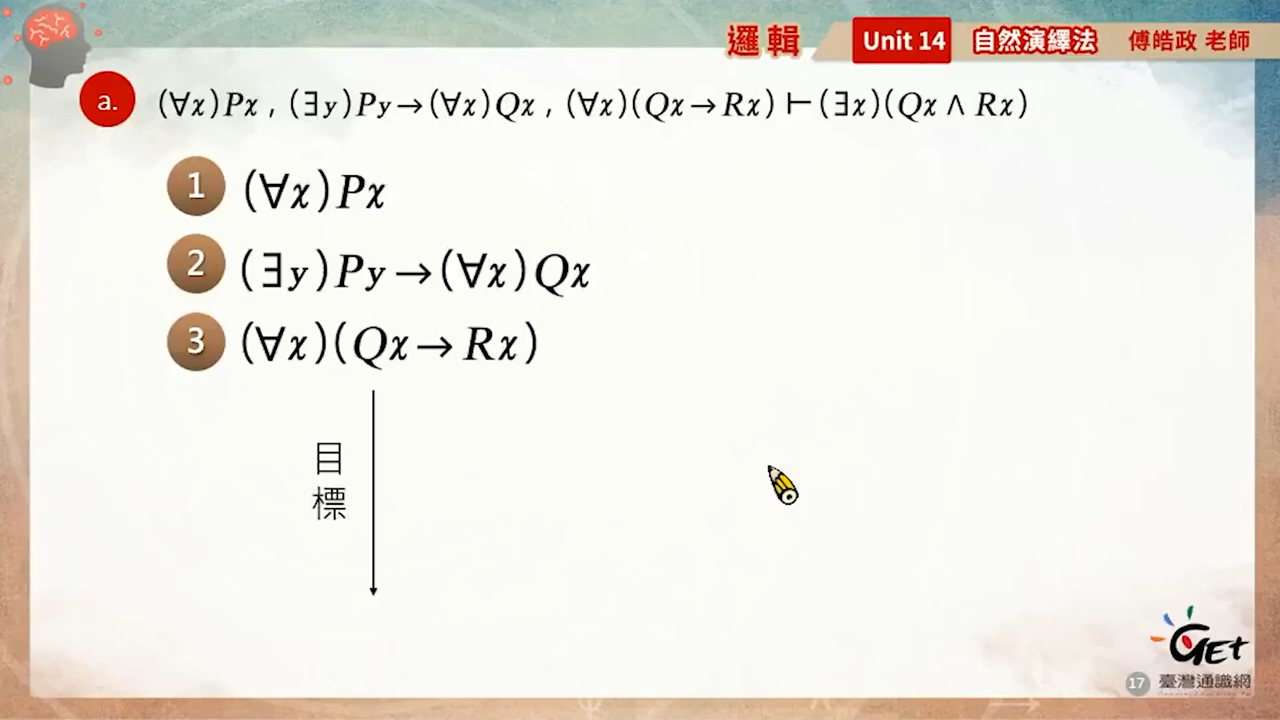 邏輯 Unit 14 自然演繹法 傅皓政 老師
a. (∀x)Px , (∃y)Py→(∀x)Qx , (∀x)(Qx→Rx)⊢(∃x)(Qx∧Rx)
1 (∀x)Px
2 (∃y)Py→(∀x)Qx
3 (∀x)(Qx→Rx)
目
標
GET
17 臺灣通識網